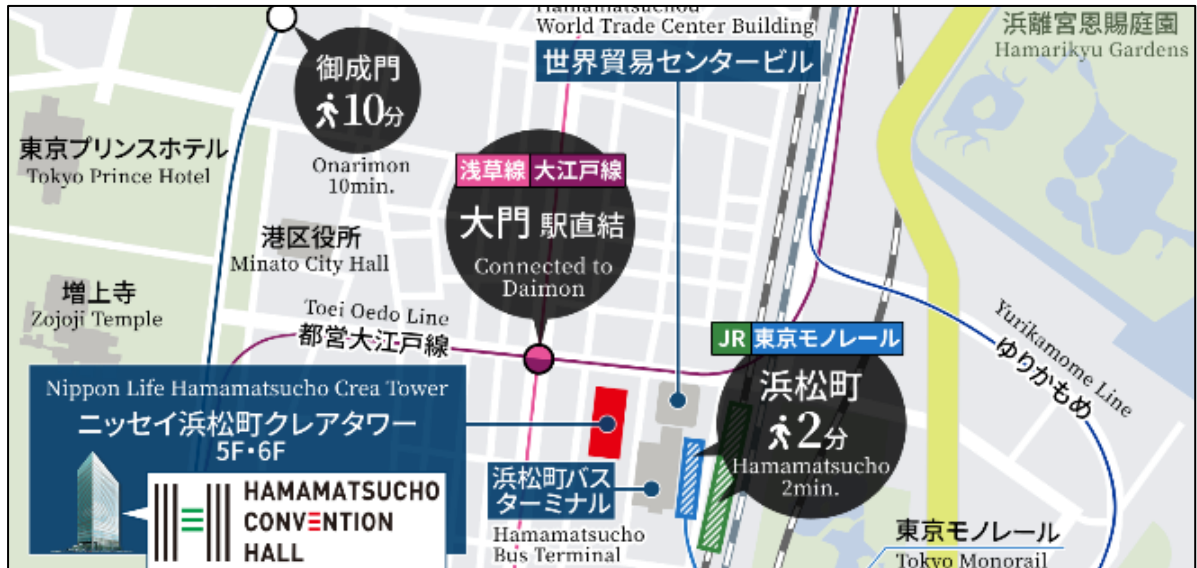 Hamamatsuchou
World Trade Center Building
世界貿易センタービル
浜離宮恩賜庭園
Hamarikyu Gardens
御成門
10分
Onarimon
10min.
東京プリンスホテル
Tokyo Prince Hotel
浅草線 大江戸線
大門 駅直結
Connected to
Daimon
港区役所
Minato City Hall
増上寺
Zojoji Temple
Toei Oedo Line
都営大江戸線
JR 東京モノレール
浜松町
2分
Hamamatsucho
2min.
Yurikamome Line
ゆりかもめ
Nippon Life Hamamatsucho Crea Tower
ニッセイ浜松町クレアタワー
5F・6F
HAMAMATSUCHO
CONVENTION
HALL
浜松町バス
ターミナル
Hamamatsucho
Bus Terminal
東京モノレール
Tokyo Monorail